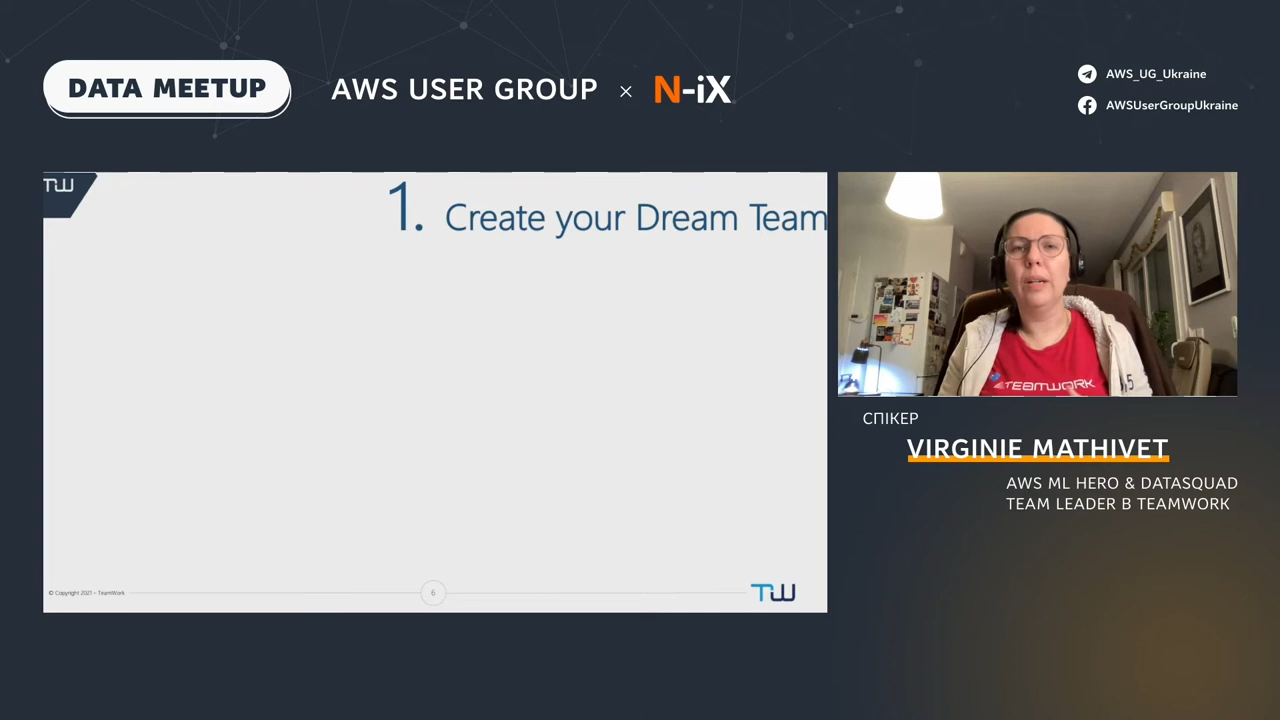 DATA MEETUP
AWS USER GROUP × N-iX
AWS_UG_Ukraine
AWSUserGroupUkraine
TW
1. Create your Dream Team
© Copyright 2021 – TeamWork
6
TW
TEAMWORK
СПІКЕР
VIRGINIE MATHIVET
AWS ML HERO & DATASQUAD
TEAM LEADER В TEAMWORK